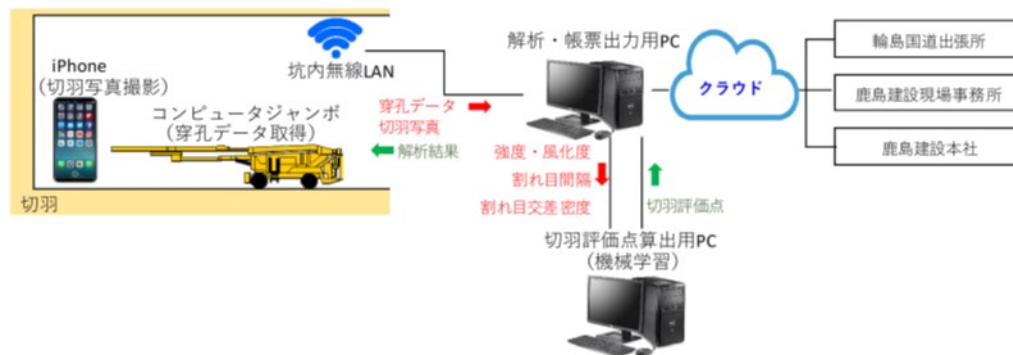 iPhone
(切羽写真撮影)
坑内無線LAN
コンピュータジャンボ
(穿孔データ取得)
切羽
穿孔データ
切羽写真
解析結果
解析・帳票出力用PC
クラウド
輪島国道出張所
鹿島建設現場事務所
鹿島建設本社
強度・風化度
割れ目間隔
割れ目交差密度
切羽評価点
切羽評価点算出用PC
(機械学習)